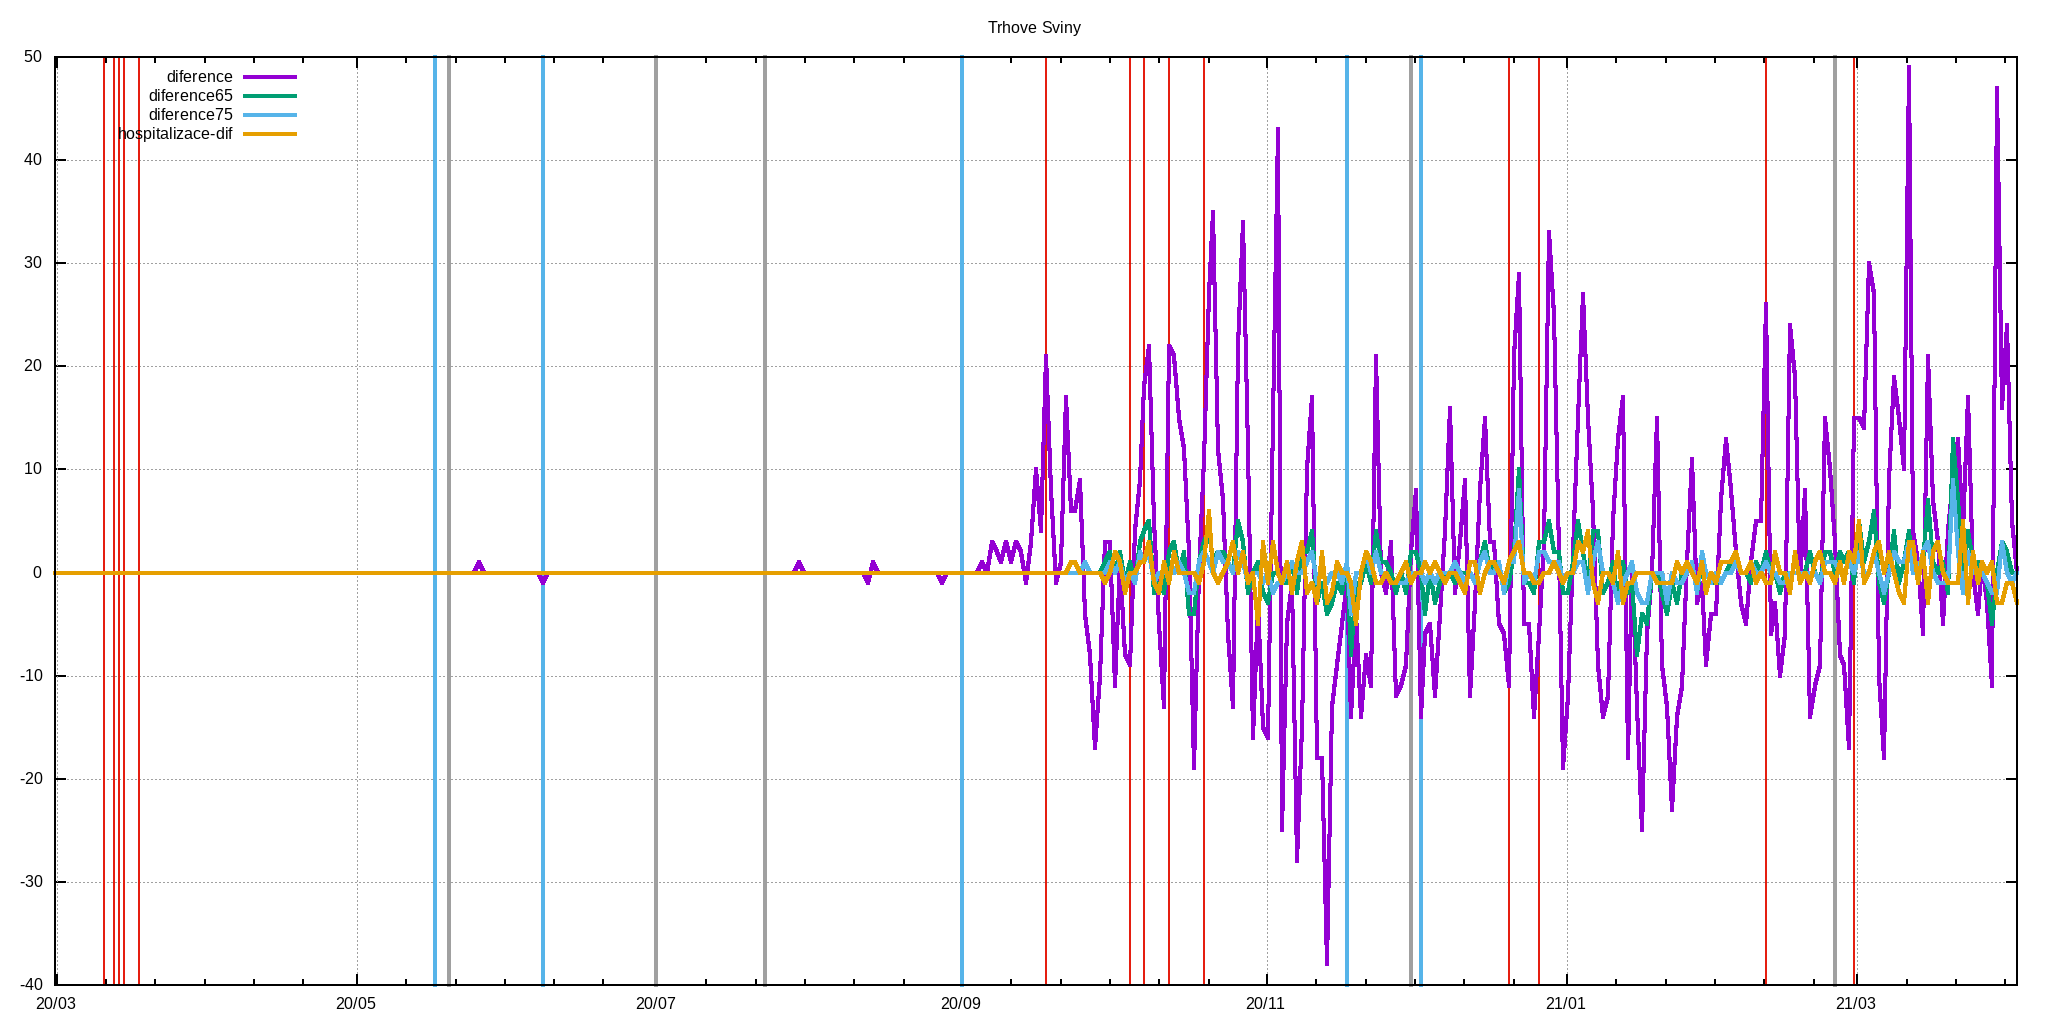 Trhove Sviny
50
40
30
20
10
0
-10
-20
-30
-40
diference
diference65
diference75
hospitalizace-dif
20/03 20/05 20/07 20/09 20/11 21/01 21/03